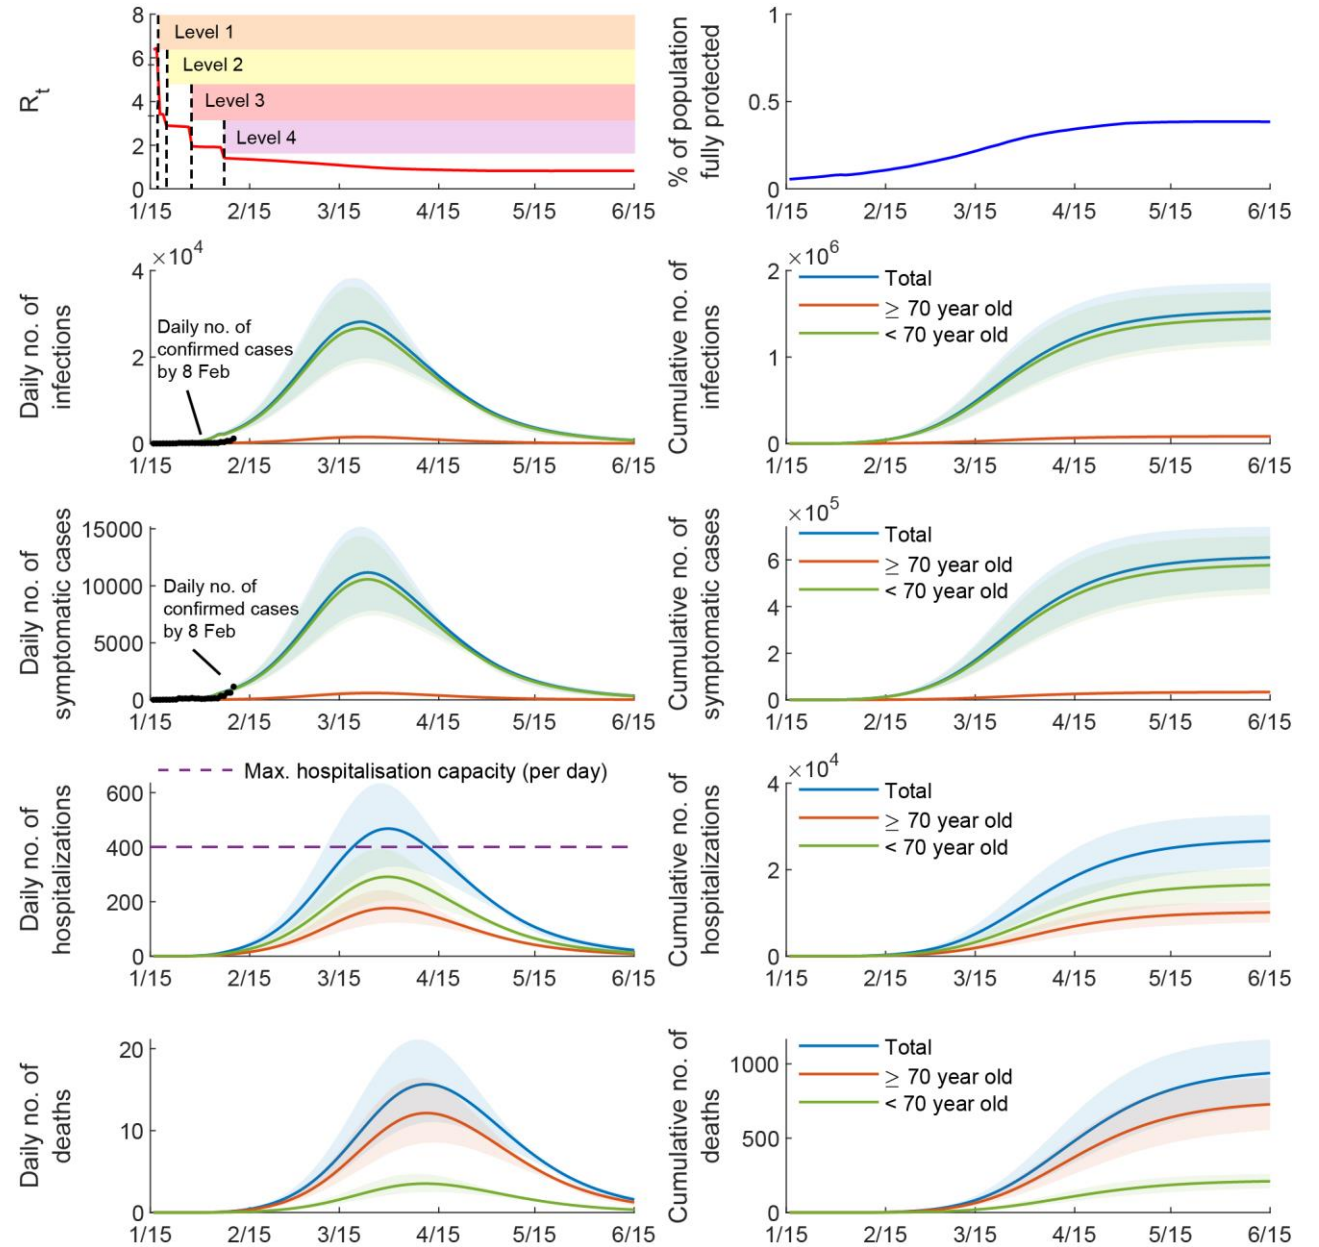 R_t
8
6
4
2
0
Level 1
Level 2
Level 3
Level 4
1/15 2/15 3/15 4/15 5/15 6/15
% of population
fully protected
1
0.5
0
1/15 2/15 3/15 4/15 5/15 6/15
Daily no. of
infections
×10^4
4
2
0
Daily no. of
confirmed cases
by 8 Feb
1/15 2/15 3/15 4/15 5/15 6/15
Cumulative no. of
infections
×10^6
2
1
0
Total
≥ 70 year old
< 70 year old
1/15 2/15 3/15 4/15 5/15 6/15
Daily no. of
symptomatic cases
15000
10000
5000
0
Daily no. of
confirmed cases
by 8 Feb
1/15 2/15 3/15 4/15 5/15 6/15
Cumulative no. of
symptomatic cases
×10^5
6
4
2
0
Total
≥ 70 year old
< 70 year old
1/15 2/15 3/15 4/15 5/15 6/15
Daily no. of
hospitalizations
Max. hospitalisation capacity (per day)
600
400
200
0
1/15 2/15 3/15 4/15 5/15 6/15
Cumulative no. of
hospitalizations
×10^4
4
2
0
Total
≥ 70 year old
< 70 year old
1/15 2/15 3/15 4/15 5/15 6/15
Daily no. of
deaths
20
10
0
1/15 2/15 3/15 4/15 5/15 6/15
Cumulative no. of
deaths
1000
500
0
Total
≥ 70 year old
< 70 year old
1/15 2/15 3/15 4/15 5/15 6/15